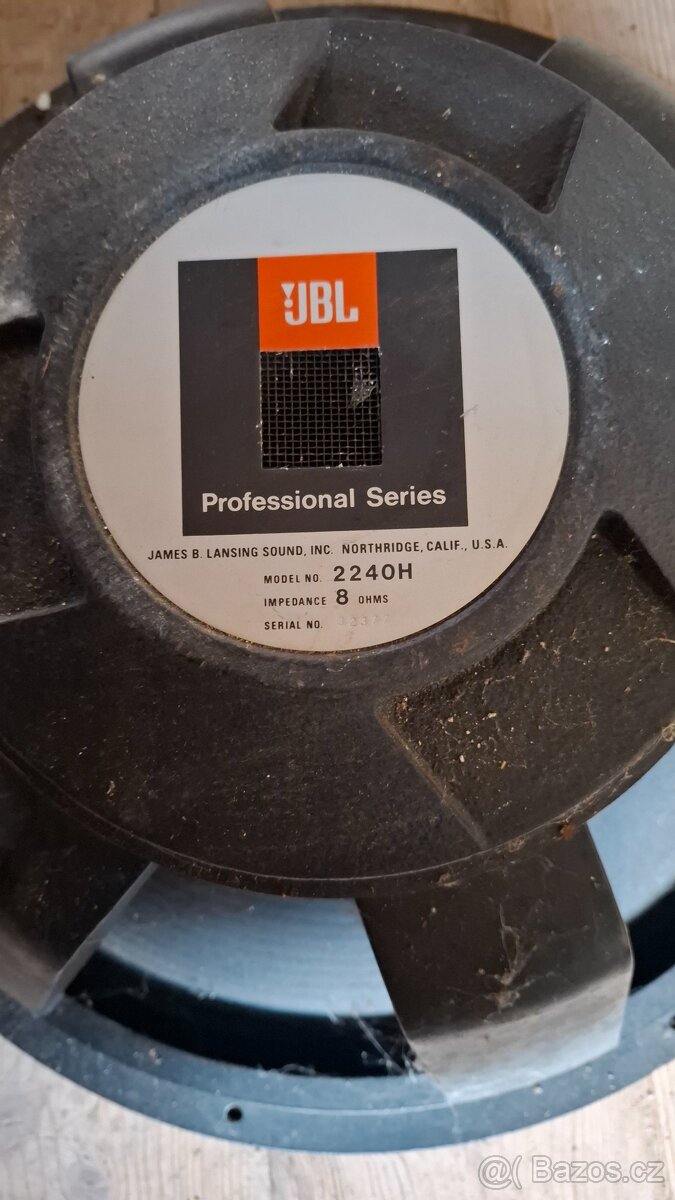 JBL
Professional Series
JAMES B. LANSING SOUND, INC. NORTHRIDGE, CALIF., U.S.A.
MODEL NO. 2240H
IMPEDANCE 8 OHMS
SERIAL NO.
@ Bazos.cz